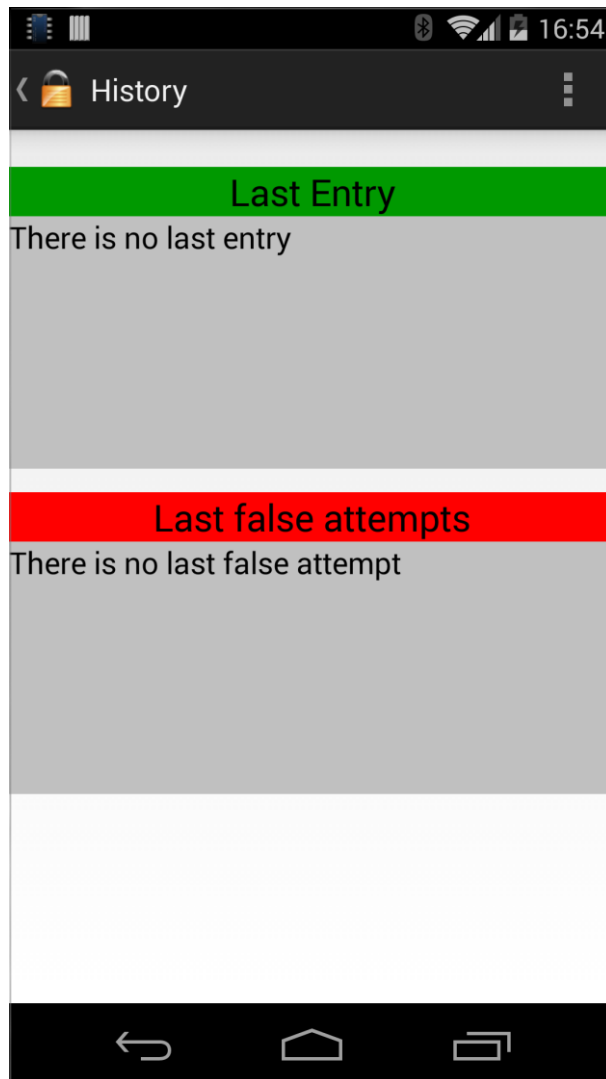 16:54
History
Last Entry
There is no last entry
Last false attempts
There is no last false attempt